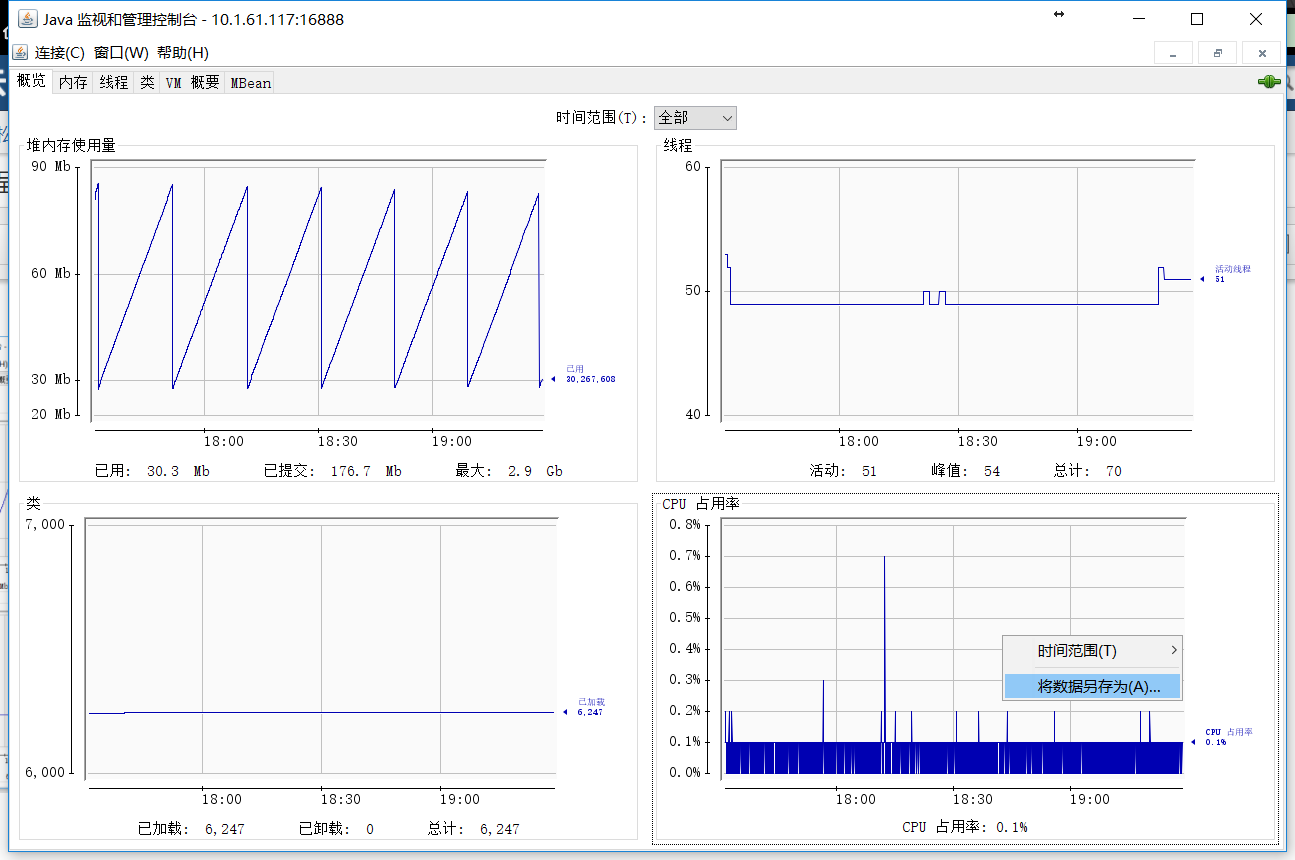 Java 监视和管理控制台 - 10.1.61.117:16888
连接(C) 窗口(W) 帮助(H)
概览 内存 线程 类 VM 概要 MBean
时间范围(T): 全部
堆内存使用量
90 Mb
60 Mb
30 Mb
20 Mb
已用
30,267,608
18:00 18:30 19:00
已用: 30.3 Mb 已提交: 176.7 Mb 最大: 2.9 Gb
线程
60
50
40
活动线程
51
18:00 18:30 19:00
活动: 51 峰值: 54 总计: 70
类
7,000
6,000
已加载
6,247
18:00 18:30 19:00
已加载: 6,247 已卸载: 0 总计: 6,247
CPU 占用率
0.8%
0.7%
0.6%
0.5%
0.4%
0.3%
0.2%
0.1%
0.0%
时间范围(T)
将数据另存为(A)...
CPU 占用率
0.1%
18:00 18:30 19:00
CPU 占用率: 0.1%